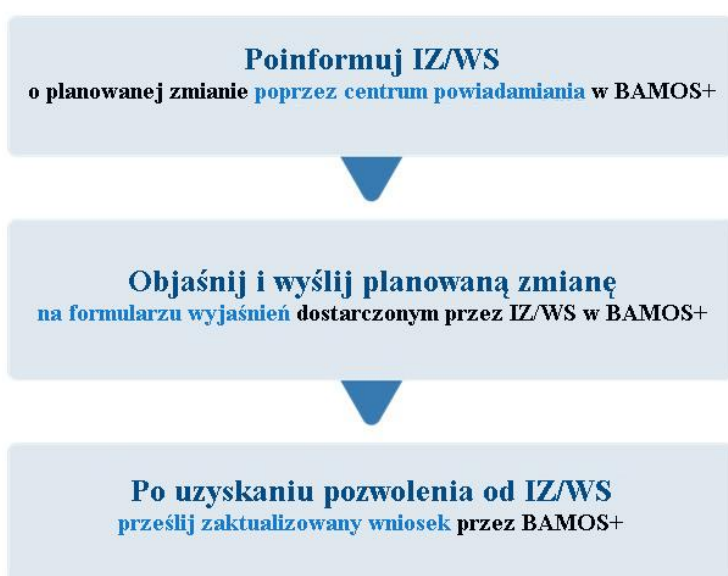 Poinformuj IZ/WS
o planowanej zmianie poprzez centrum powiadamiania w BAMOS+
Objaśnij i wyślij planowaną zmianę
na formularzu wyjaśnień dostarczonym przez IZ/WS w BAMOS+
Po uzyskaniu pozwolenia od IZ/WS
prześlij zaktualizowany wniosek przez BAMOS+